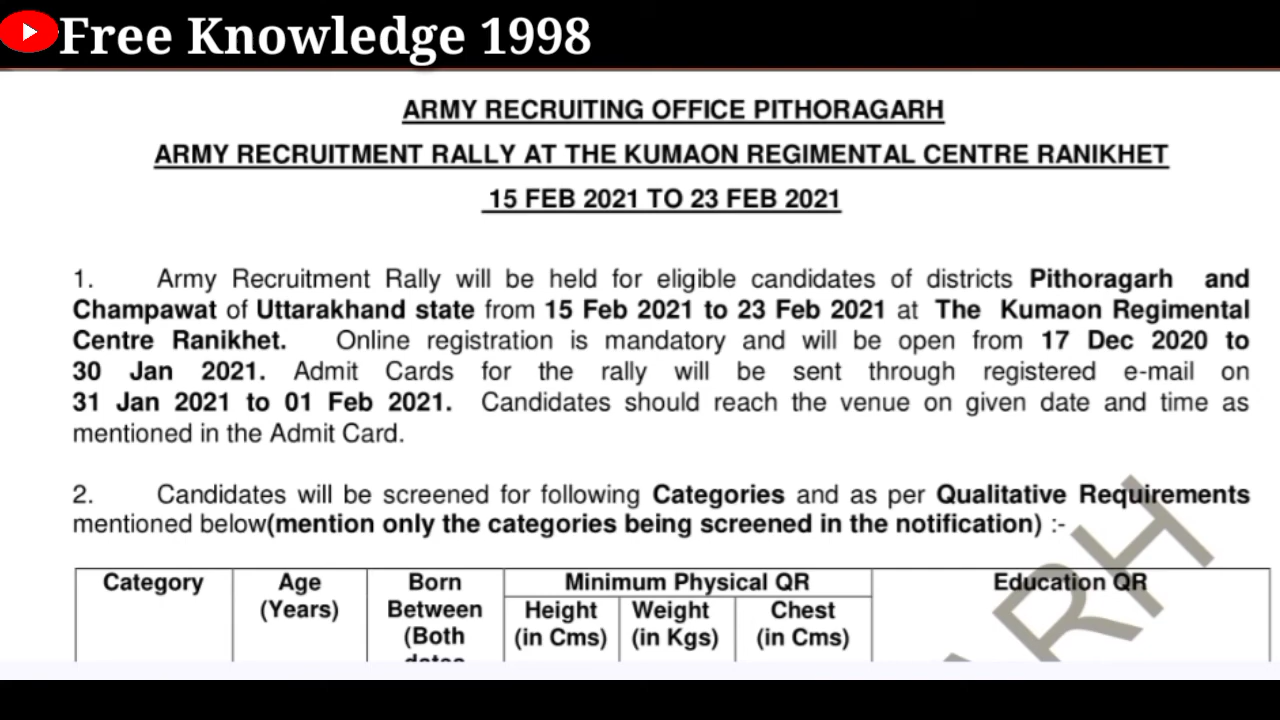 Free Knowledge 1998
ARMY RECRUITING OFFICE PITHORAGARH
ARMY RECRUITMENT RALLY AT THE KUMAON REGIMENTAL CENTRE RANIKHET
15 FEB 2021 TO 23 FEB 2021
1. Army Recruitment Rally will be held for eligible candidates of districts Pithoragarh and
Champawat of Uttarakhand state from 15 Feb 2021 to 23 Feb 2021 at The Kumaon Regimental
Centre Ranikhet. Online registration is mandatory and will be open from 17 Dec 2020 to
30 Jan 2021. Admit Cards for the rally will be sent through registered e-mail on
31 Jan 2021 to 01 Feb 2021. Candidates should reach the venue on given date and time as
mentioned in the Admit Card.
2. Candidates will be screened for following Categories and as per Qualitative Requirements
mentioned below(mention only the categories being screened in the notification) :-
Category Age Born Minimum Physical QR Education QR
(Years) Between Height Weight Chest
(Both (in Cms) (in Kgs) (in Cms)
dates
RH